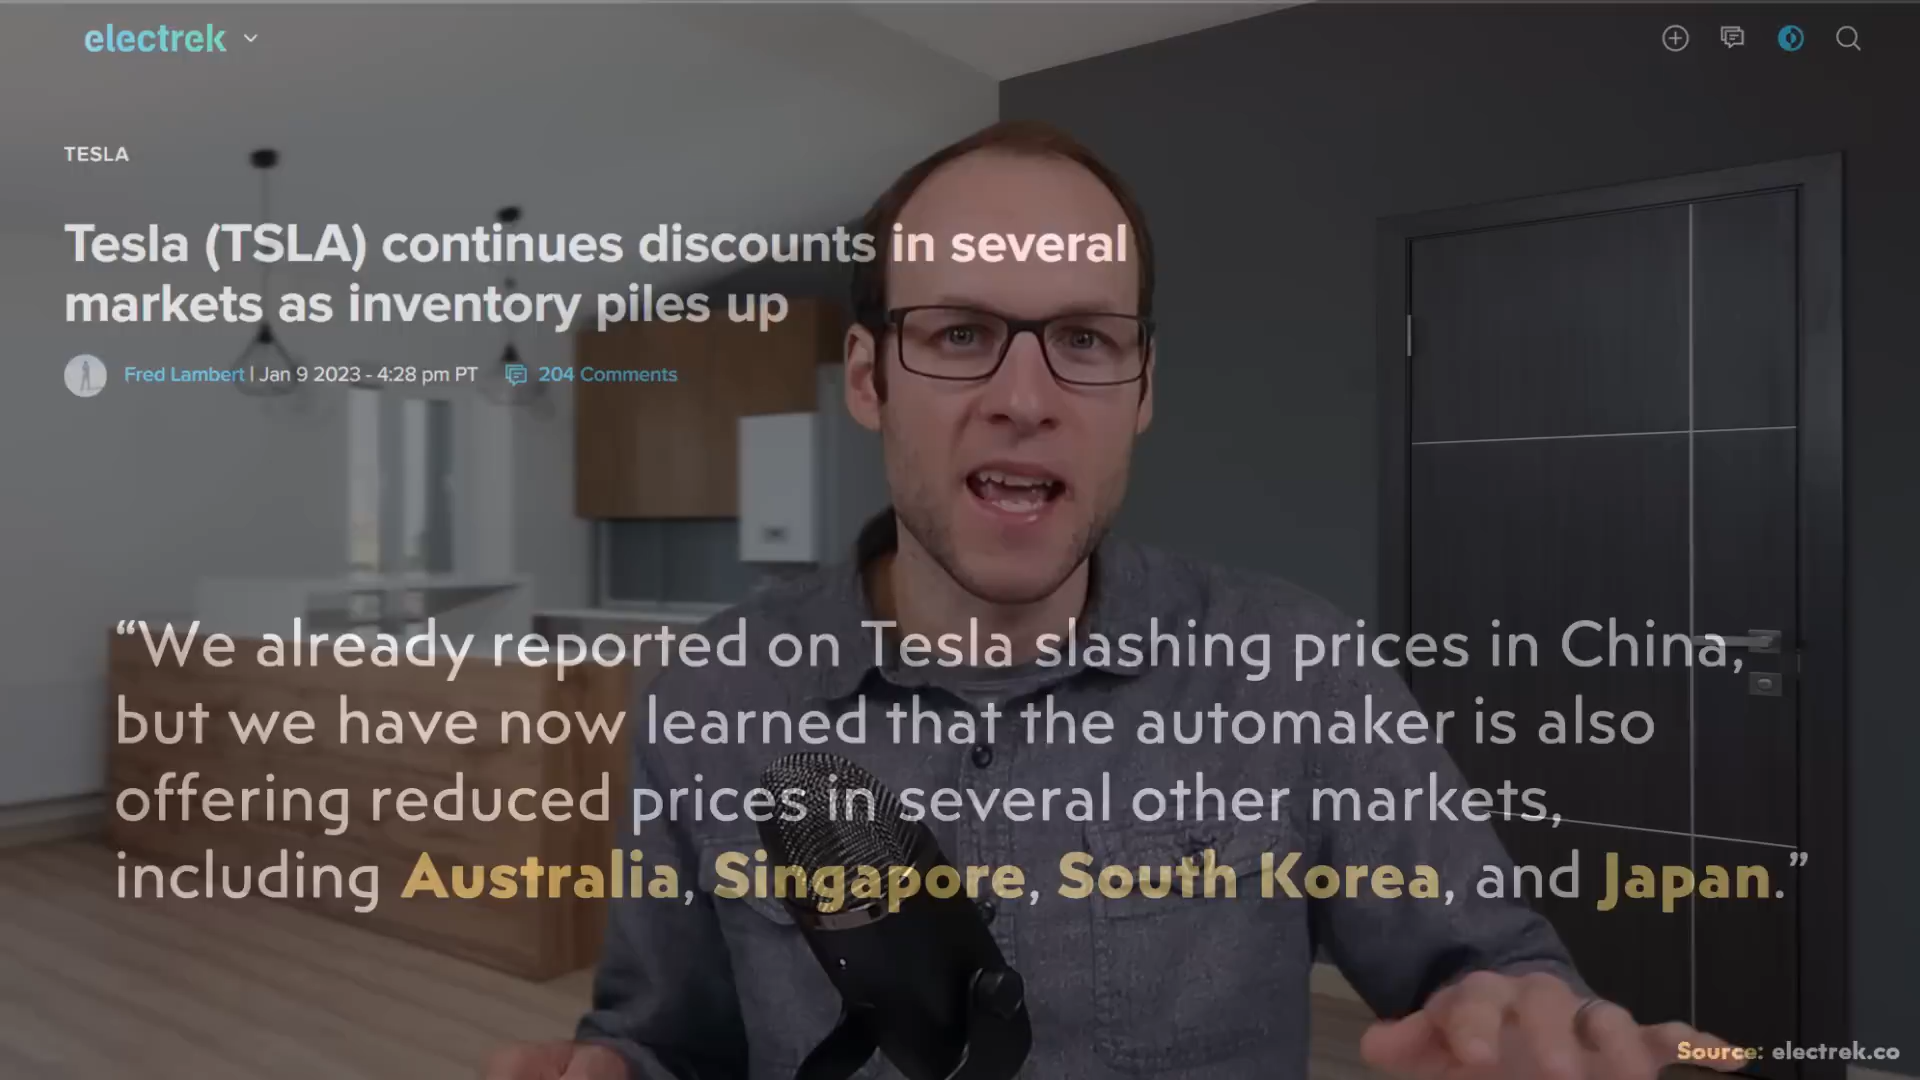 electrek
TESLA
Tesla (TSLA) continues discounts in several
markets as inventory piles up
Fred Lambert | Jan 9 2023 - 4:28 pm PT 204 Comments
“We already reported on Tesla slashing prices in China,
but we have now learned that the automaker is also
offering reduced prices in several other markets,
including Australia, Singapore, South Korea, and Japan.”
Source: electrek.co